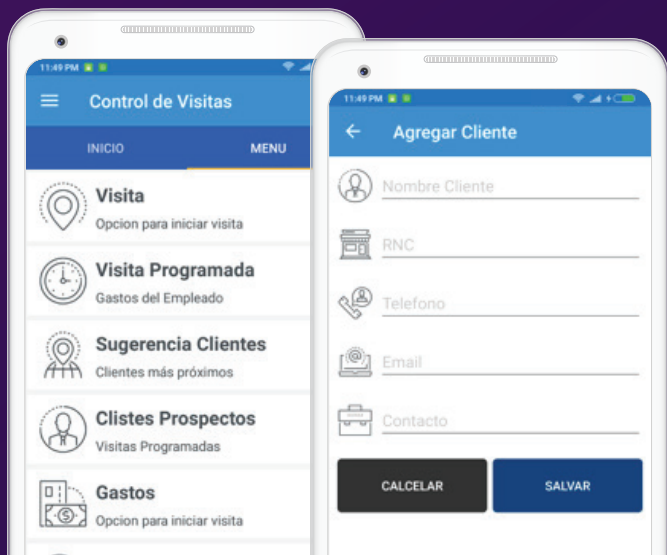 11:49 PM
Control de Visitas
INICIO
MENU
Visita
Opcion para iniciar visita
Visita Programada
Gastos del Empleado
Sugerencia Clientes
Clientes más próximos
Clistes Prospectos
Visitas Programadas
Gastos
Opcion para iniciar visita
11:49 PM
Agregar Cliente
Nombre Cliente
RNC
Telefono
Email
Contacto
CALCELAR
SALVAR